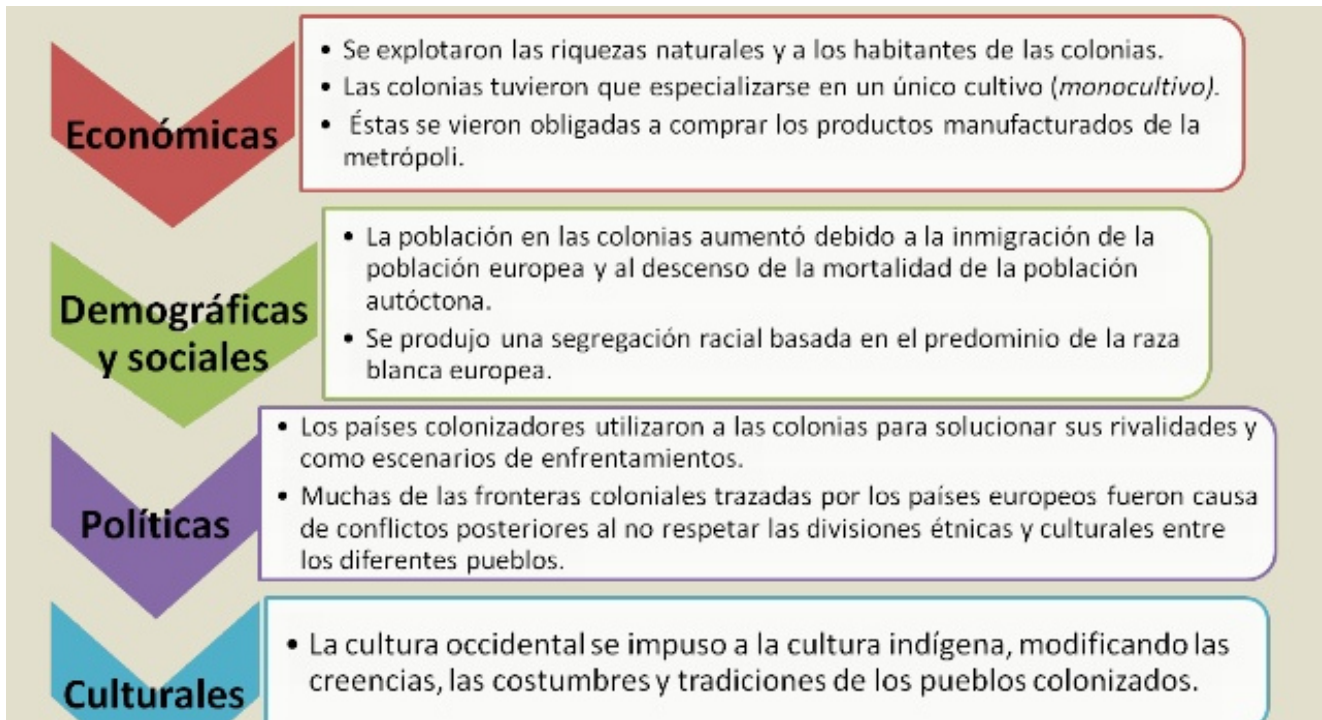 Económicas
• Se explotaron las riquezas naturales y a los habitantes de las colonias.
• Las colonias tuvieron que especializarse en un único cultivo (monocultivo).
• Éstas se vieron obligadas a comprar los productos manufacturados de la
metrópoli.
Demográficas
y sociales
• La población en las colonias aumentó debido a la inmigración de la
población europea y al descenso de la mortalidad de la población
autóctona.
• Se produjo una segregación racial basada en el predominio de la raza
blanca europea.
Políticas
• Los países colonizadores utilizaron a las colonias para solucionar sus rivalidades y
como escenarios de enfrentamientos.
• Muchas de las fronteras coloniales trazadas por los países europeos fueron causa
de conflictos posteriores al no respetar las divisiones étnicas y culturales entre
los diferentes pueblos.
Culturales
• La cultura occidental se impuso a la cultura indígena, modificando las
creencias, las costumbres y tradiciones de los pueblos colonizados.